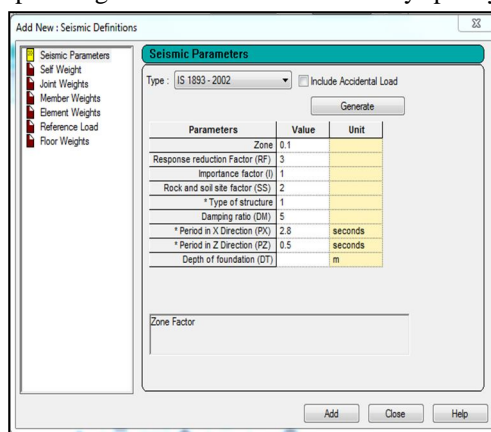 Add New : Seismic Definitions
Seismic Parameters
Self Weight
Joint Weights
Member Weights
Element Weights
Reference Load
Floor Weights
Seismic Parameters
Type : IS 1893 - 2002 Include Accidental Load
Generate
Parameters Value Unit
Zone 0.1
Response reduction Factor (RF) 3
Importance factor (I) 1
Rock and soil site factor (SS) 2
* Type of structure 1
Damping ratio (DM) 5
* Period in X Direction (PX) 2.8 seconds
* Period in Z Direction (PZ) 0.5 seconds
Depth of foundation (DT) m
Zone Factor
Add Close Help